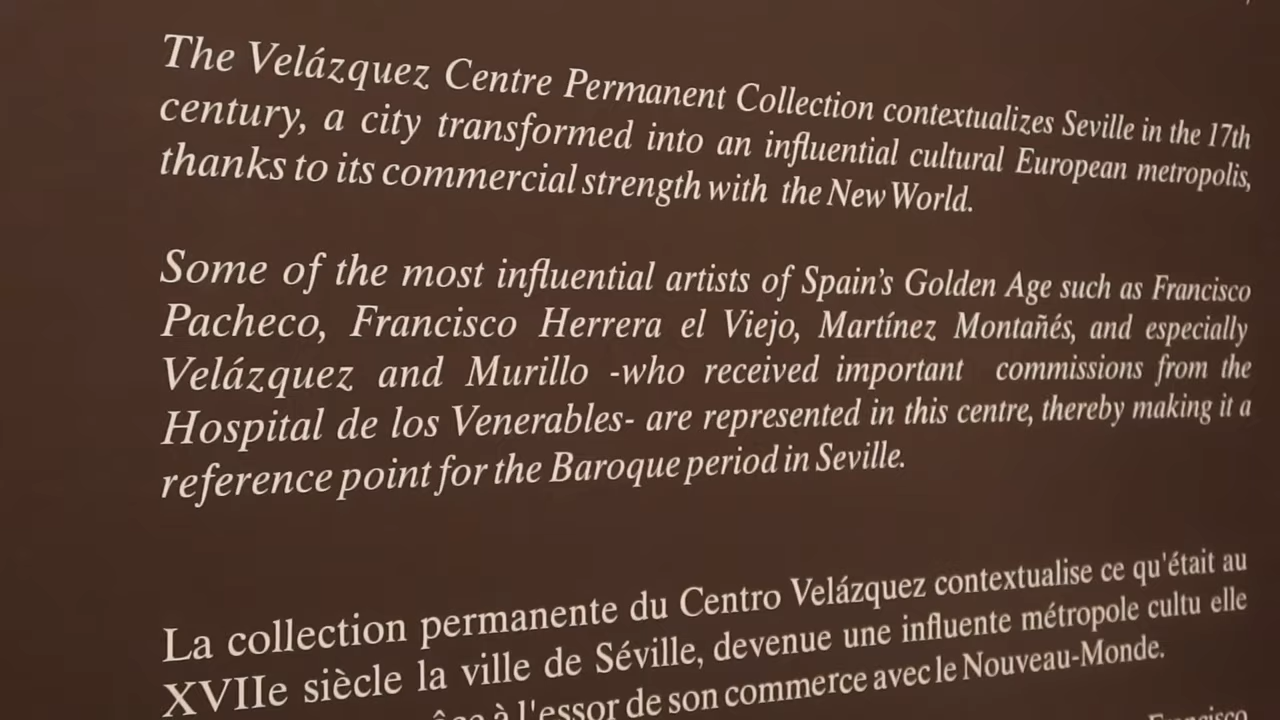 The Velázquez Centre Permanent Collection contextualizes Seville in the 17th
century, a city transformed into an influential cultural European metropolis,
thanks to its commercial strength with the New World.
Some of the most influential artists of Spain's Golden Age such as Francisco
Pacheco, Francisco Herrera el Viejo, Martínez Montañés, and especially
Velázquez and Murillo -who received important commissions from the
Hospital de los Venerables- are represented in this centre, thereby making it a
reference point for the Baroque period in Seville.
La collection permanente du Centro Velázquez contextualise ce qu'était au
XVIIe siècle la ville de Séville, devenue une influente métropole cultu elle
à l'essor de son commerce avec le Nouveau-Monde.
Francisco